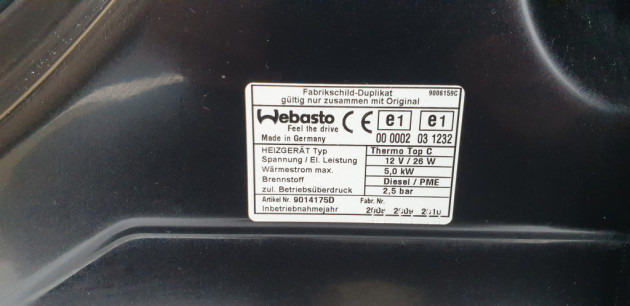 Fabrikschild-Duplikat 9006159C
gültig nur zusammen mit Original
Webasto CE e1 e1
Feel the drive
Made in Germany 00 0002 03 1232
HEIZGERÄT Typ Thermo Top C
Spannung / El. Leistung 12 V / 26 W
Wärmestrom max. 5,0 kW
Brennstoff Diesel / PME
zul. Betriebsüberdruck 2,5 bar
Artikel Nr. 9014175D Fabr. Nr.
Inbetriebnahmejahr 2008 2009 2010